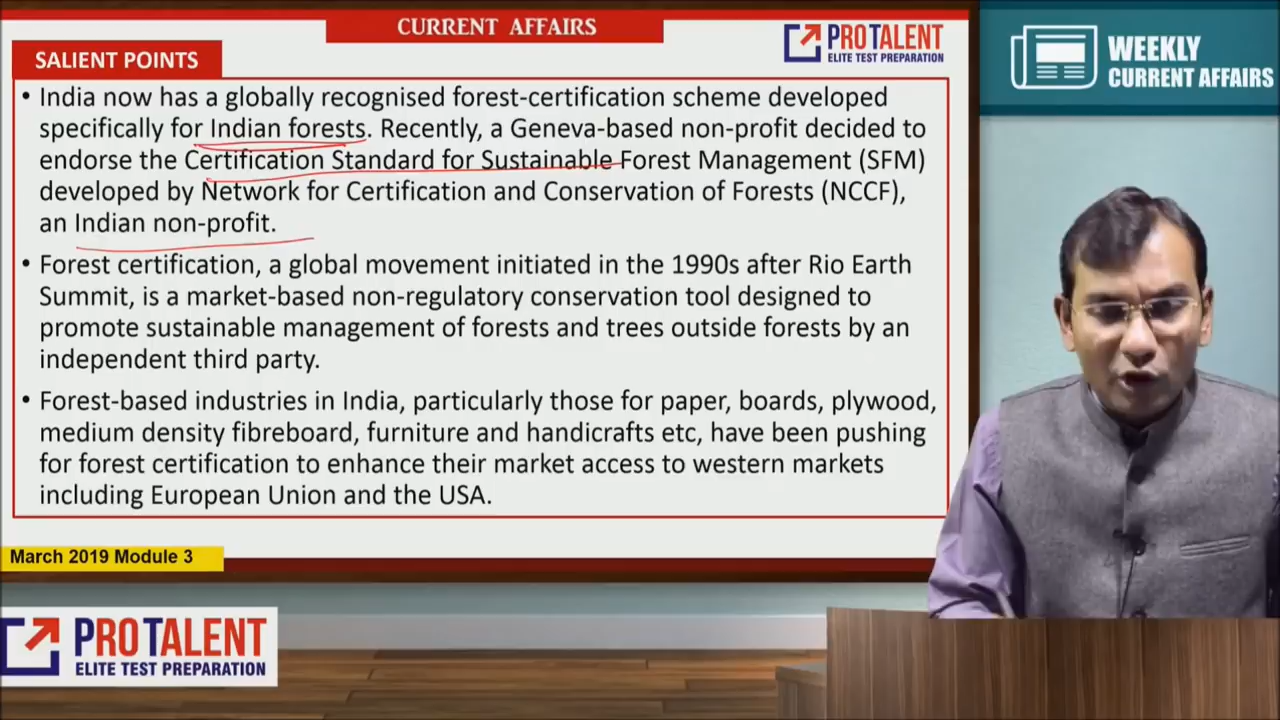 CURRENT AFFAIRS
PROTALENT
ELITE TEST PREPARATION
WEEKLY
CURRENT AFFAIRS
SALIENT POINTS
• India now has a globally recognised forest-certification scheme developed
specifically for Indian forests. Recently, a Geneva-based non-profit decided to
endorse the Certification Standard for Sustainable Forest Management (SFM)
developed by Network for Certification and Conservation of Forests (NCCF),
an Indian non-profit.
• Forest certification, a global movement initiated in the 1990s after Rio Earth
Summit, is a market-based non-regulatory conservation tool designed to
promote sustainable management of forests and trees outside forests by an
independent third party.
• Forest-based industries in India, particularly those for paper, boards, plywood,
medium density fibreboard, furniture and handicrafts etc, have been pushing
for forest certification to enhance their market access to western markets
including European Union and the USA.
March 2019 Module 3
PROTALENT
ELITE TEST PREPARATION